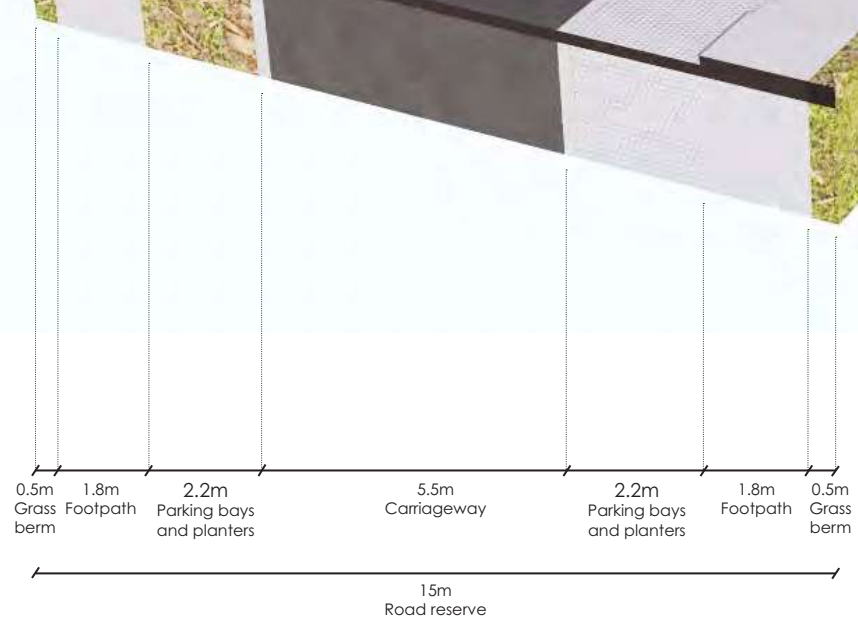 0.5m
Grass
berm
1.8m
Footpath
2.2m
Parking bays
and planters
5.5m
Carriageway
2.2m
Parking bays
and planters
1.8m
Footpath
0.5m
Grass
berm
15m
Road reserve